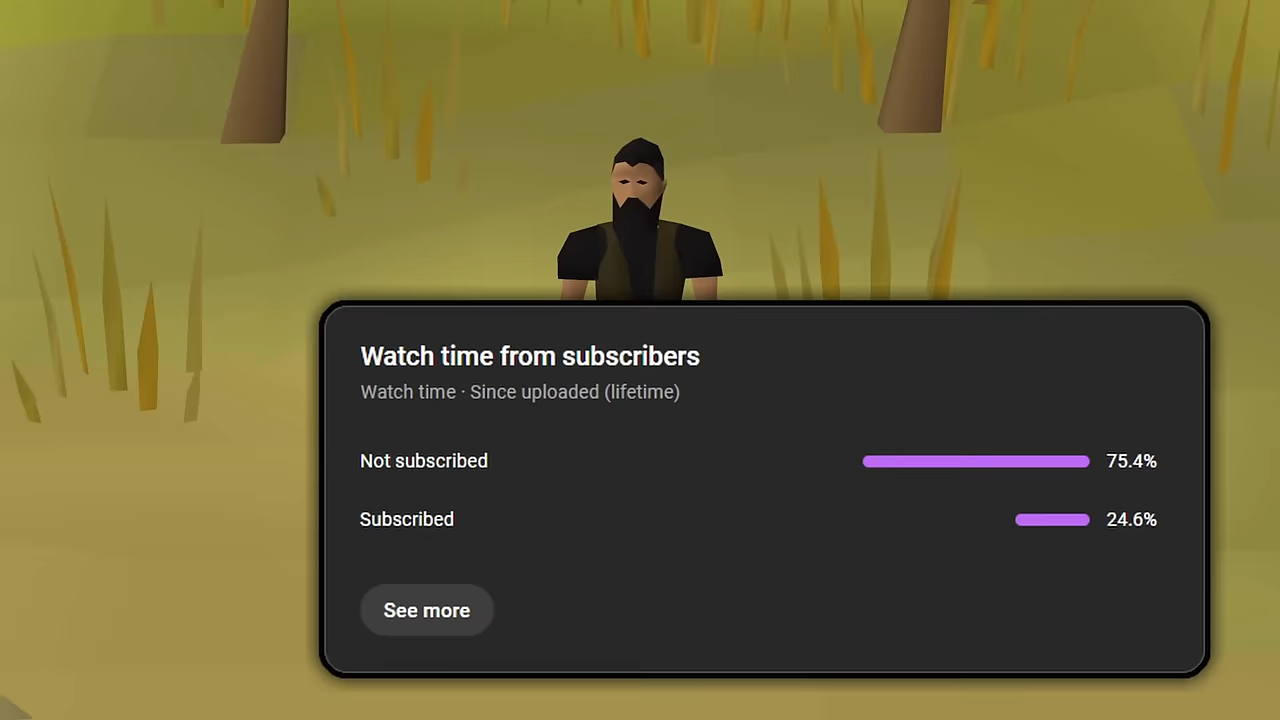 Watch time from subscribers
Watch time · Since uploaded (lifetime)
Not subscribed 75.4%
Subscribed 24.6%
See more